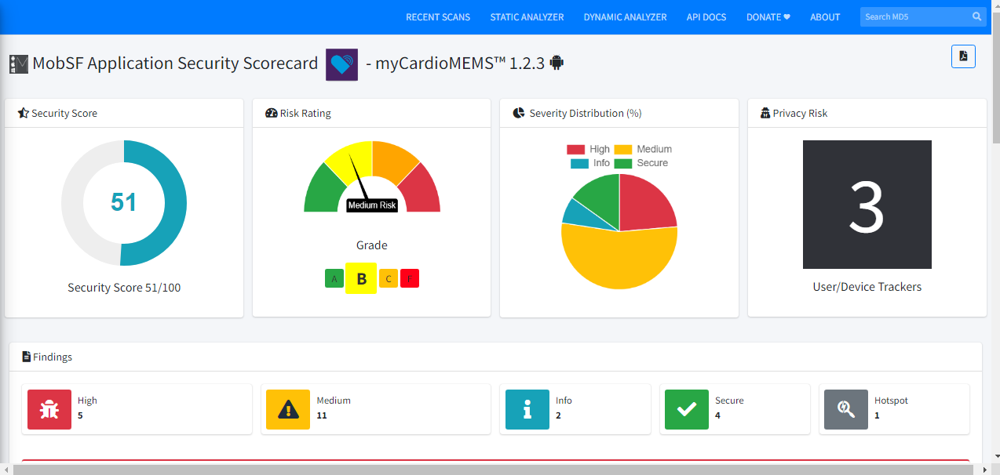 RECENT SCANS STATIC ANALYZER DYNAMIC ANALYZER API DOCS DONATE ABOUT Search MD5
MobSF Application Security Scorecard - myCardioMEMS™ 1.2.3
Security Score
51
Security Score 51/100
Risk Rating
Medium Risk
Grade
A B C F
Severity Distribution (%)
High Medium
Info Secure
Privacy Risk
3
User/Device Trackers
Findings
High
5
Medium
11
Info
2
Secure
4
Hotspot
1